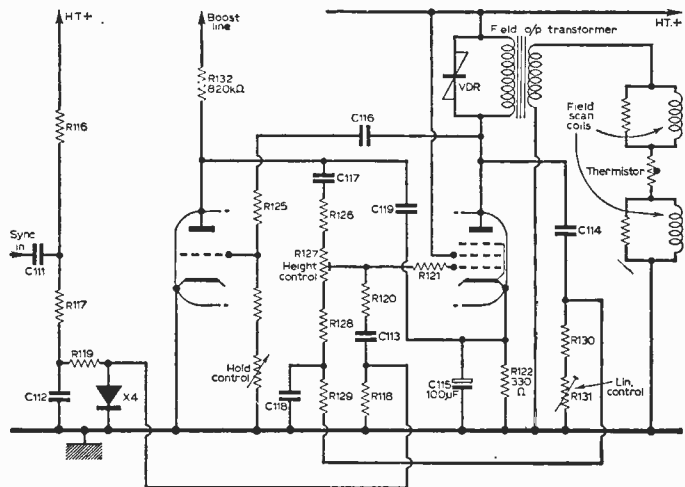 HT.+
Boost
line
HT.+
Field o/p transformer
R132
820kΩ
VDR
R116
C116
Field
scan
coils
Thermistor
C117
R125
R126
C119
C114
Sync
in
C111
R127
Height control
R121
R117
R120
R128
R130
C113
R119
Hold
control
C115
100µF
R122
330
Ω
Lin.
control
R131
C112
X4
C118
R129
R118